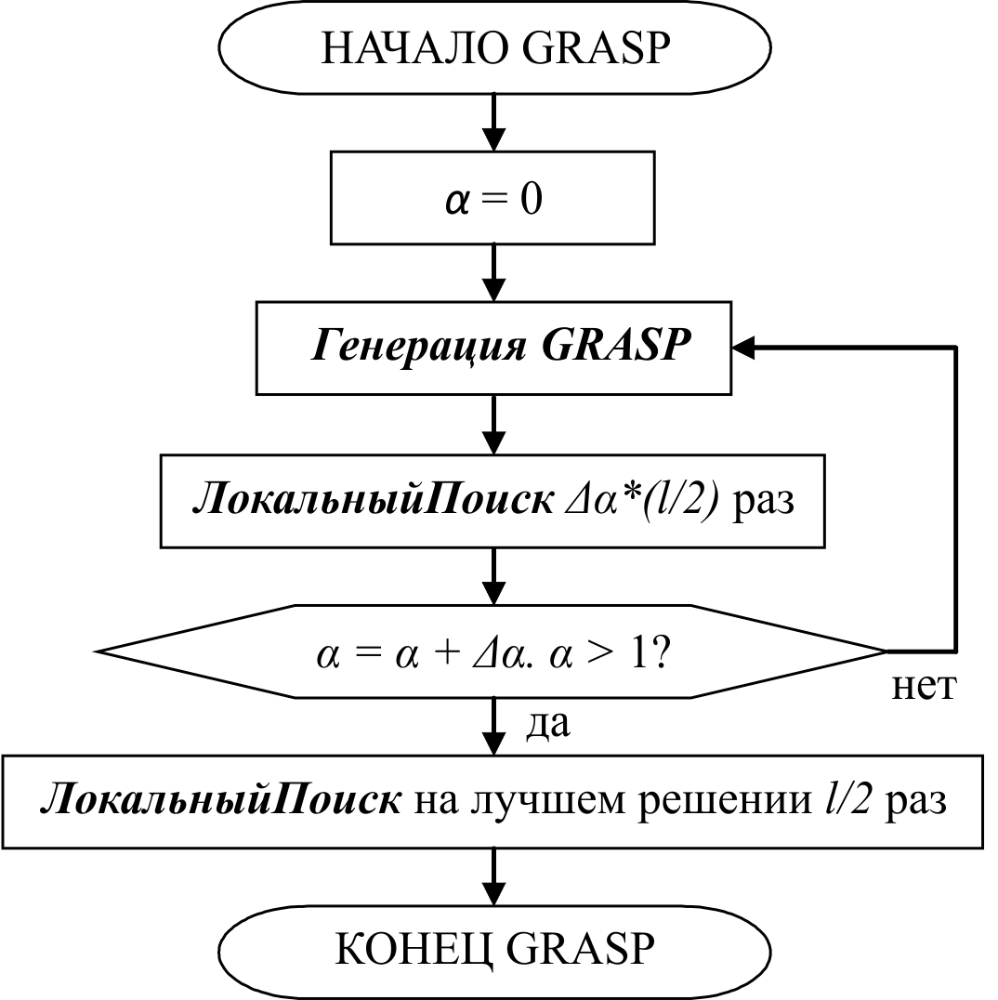 НАЧАЛО GRASP
α = 0
Генерация GRASP
ЛокальныйПоиск Δα*(l/2) раз
α = α + Δα. α > 1?
нет
да
ЛокальныйПоиск на лучшем решении l/2 раз
КОНЕЦ GRASP